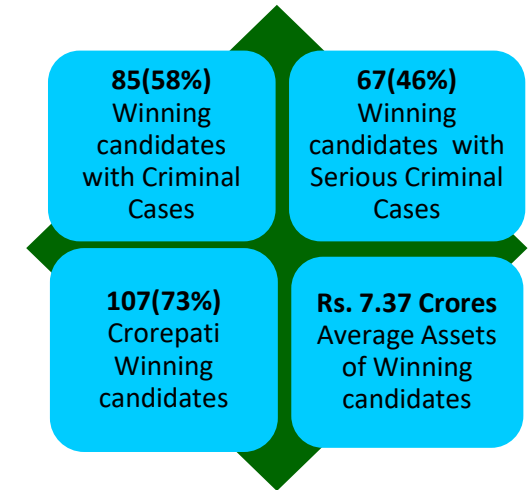 85(58%)
Winning
candidates
with Criminal
Cases
67(46%)
Winning
candidates with
Serious Criminal
Cases
107(73%)
Crorepati
Winning
candidates
Rs. 7.37 Crores
Average Assets
of Winning
candidates